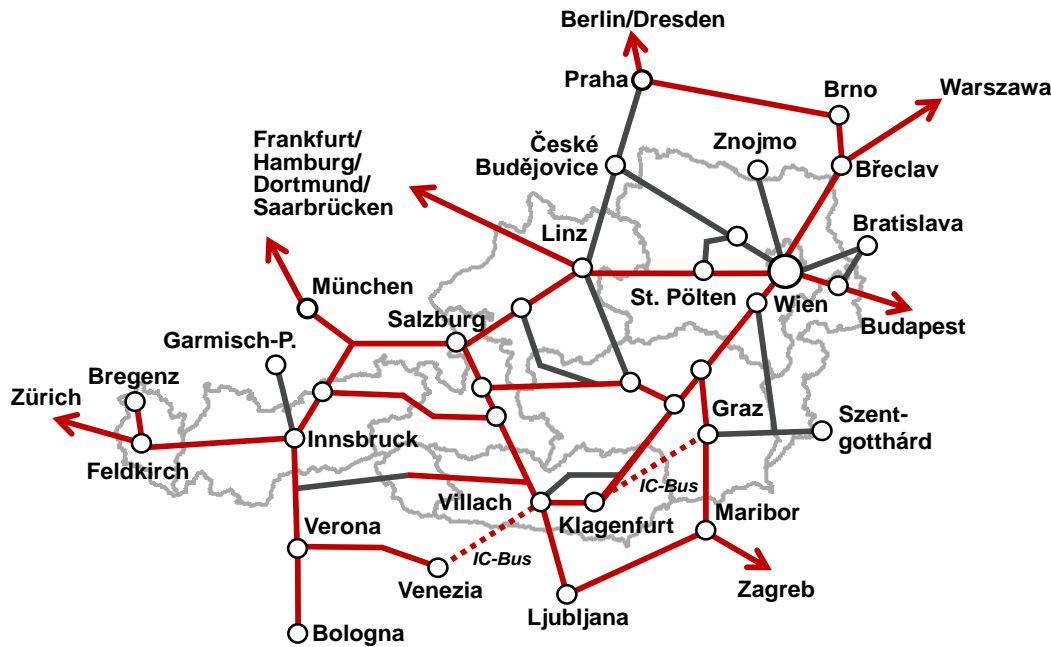 Berlin/Dresden
Praha
Brno
Warszawa
Frankfurt/
Hamburg/
Dortmund/
Saarbrücken
České
Budějovice
Znojmo
Břeclav
Linz
Bratislava
München
St. Pölten
Wien
Salzburg
Budapest
Garmisch-P.
Bregenz
Zürich
Graz
Szent-
gotthárd
Innsbruck
Feldkirch
IC-Bus
Villach
Klagenfurt
Maribor
Verona
IC-Bus
Venezia
Zagreb
Ljubljana
Bologna